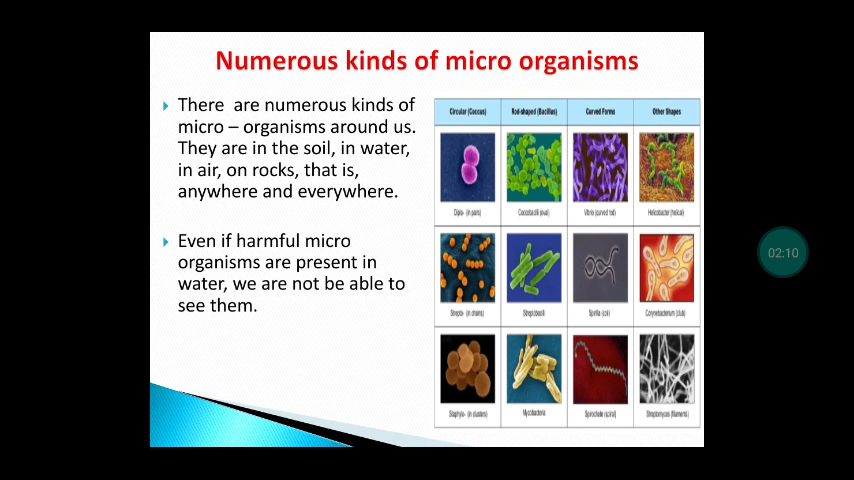 Numerous kinds of micro organisms
There are numerous kinds of
micro – organisms around us.
They are in the soil, in water,
in air, on rocks, that is,
anywhere and everywhere.
Even if harmful micro
organisms are present in
water, we are not be able to
see them.
Circular (Coccus) Rod-shaped (Bacillus) Curved Forms Other Shapes
Diplo- (in pairs) Coccobacilli (oval) Vibrio (curved rod) Helicobacter (helical)
Strepto- (in chains) Streptobacilli Spirilla (coil) Corynebacterium (club)
Staphylo- (in clusters) Mycobacteria Spirochete (spiral) Streptomyces (filaments)
02:10